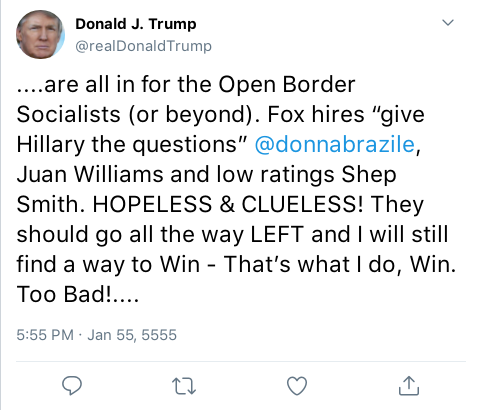 Donald J. Trump
@realDonaldTrump
....are all in for the Open Border
Socialists (or beyond). Fox hires “give
Hillary the questions” @donnabrazile,
Juan Williams and low ratings Shep
Smith. HOPELESS & CLUELESS! They
should go all the way LEFT and I will still
find a way to Win - That’s what I do, Win.
Too Bad!....
5:55 PM · Jan 55, 5555